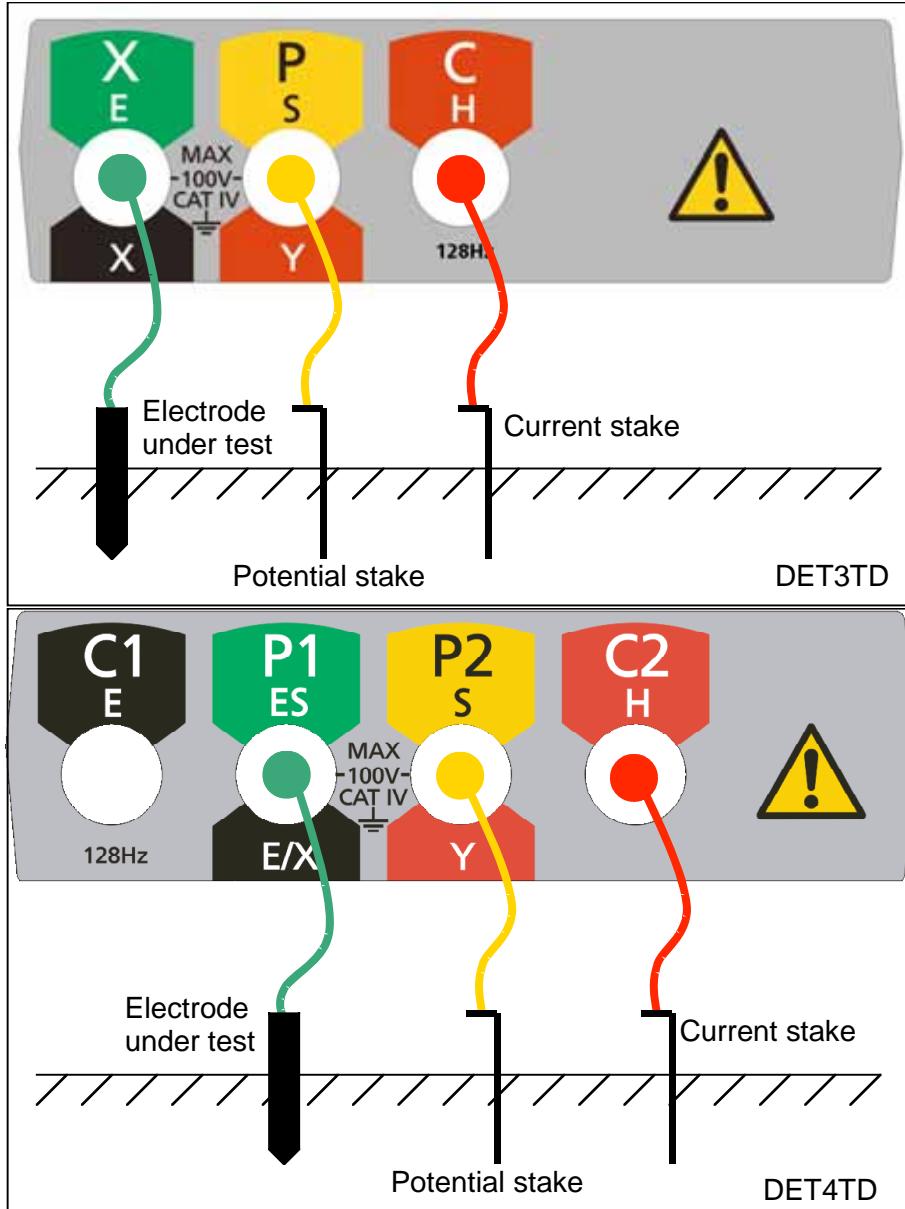 X P C
E S H
MAX
100V
CAT IV
X Y 128Hz
Electrode
under test
Current stake
Potential stake
DET3TD
C1 P1 P2 C2
E ES S H
MAX
100V
CAT IV
128Hz E/X Y
Electrode
under test
Current stake
Potential stake
DET4TD